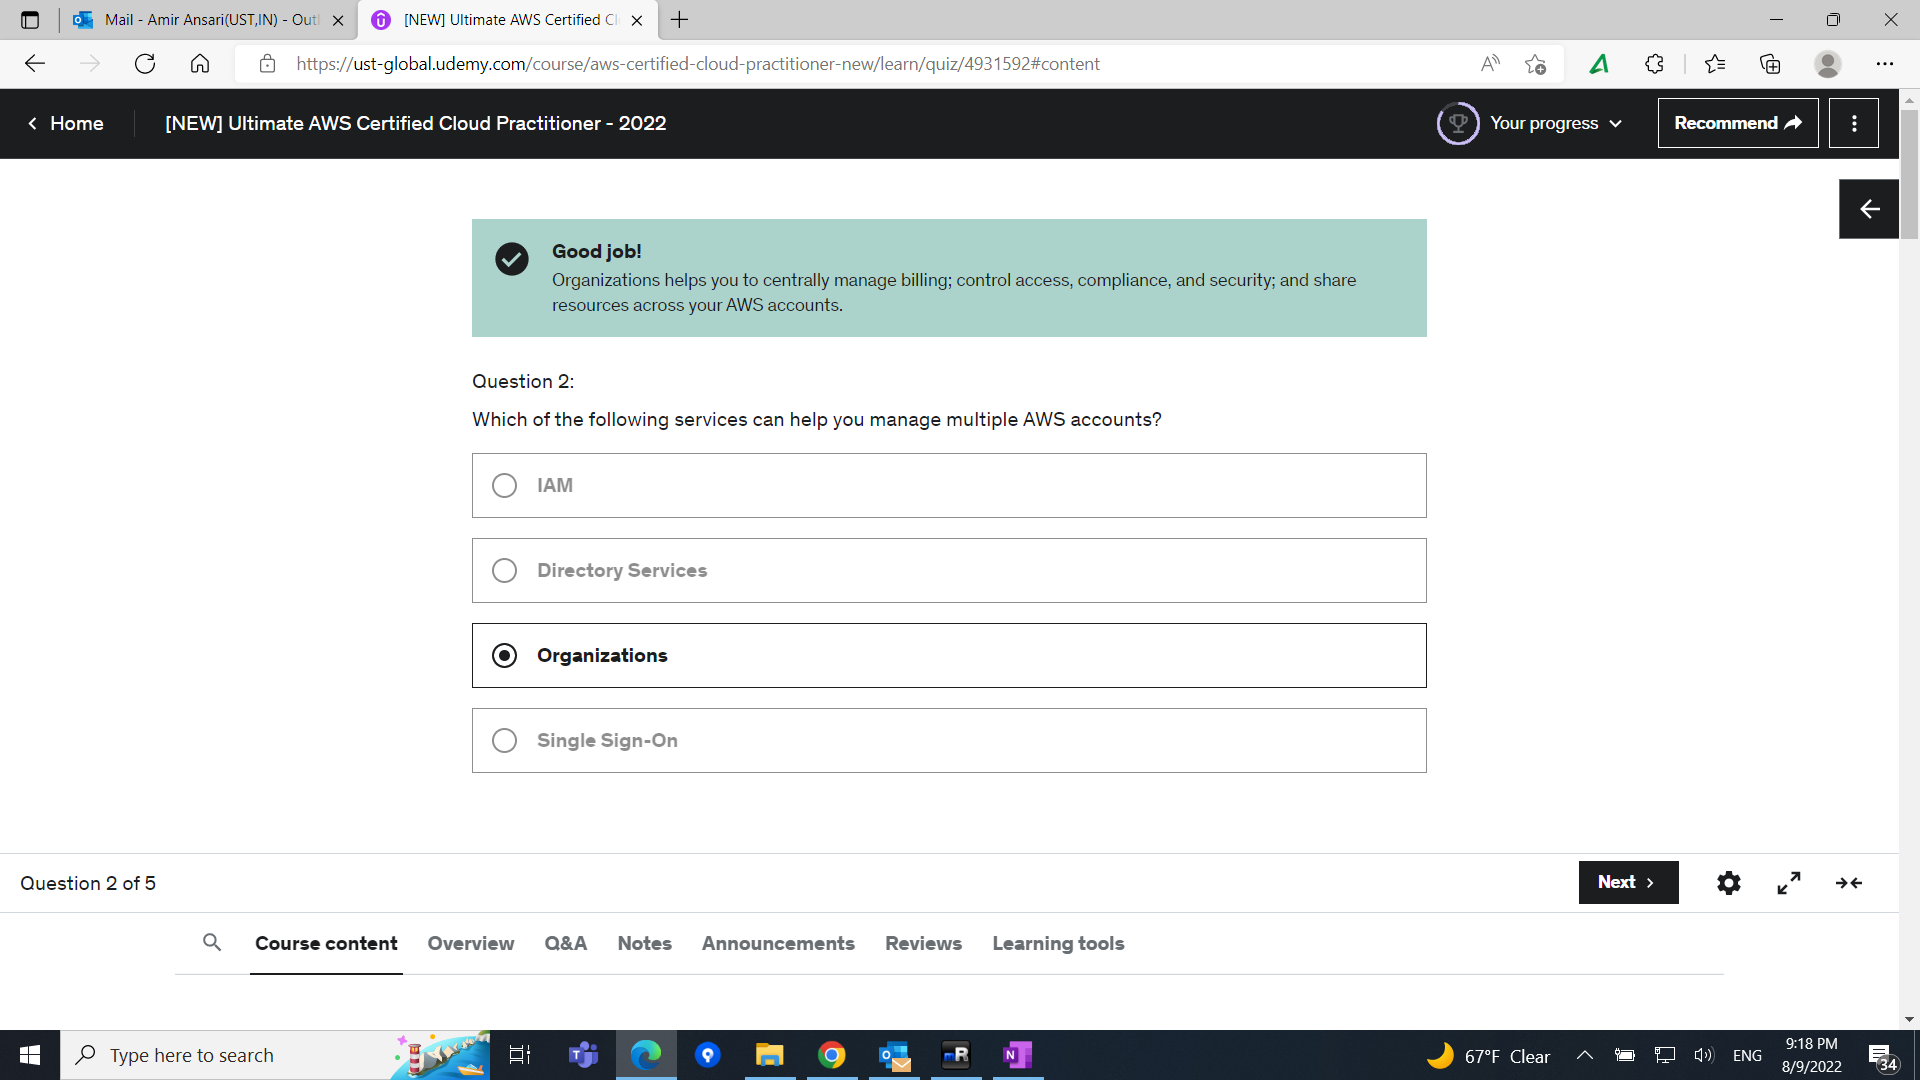 Mail - Amir Ansari(UST,IN) - Outl
[NEW] Ultimate AWS Certified Cl
https://ust-global.udemy.com/course/aws-certified-cloud-practitioner-new/learn/quiz/4931592#content
Home
[NEW] Ultimate AWS Certified Cloud Practitioner - 2022
Your progress
Recommend
Good job!
Organizations helps you to centrally manage billing; control access, compliance, and security; and share
resources across your AWS accounts.
Question 2:
Which of the following services can help you manage multiple AWS accounts?
IAM
Directory Services
Organizations
Single Sign-On
Question 2 of 5
Next
Course content
Overview
Q&A
Notes
Announcements
Reviews
Learning tools
Type here to search
67°F Clear
ENG
9:18 PM
8/9/2022
34